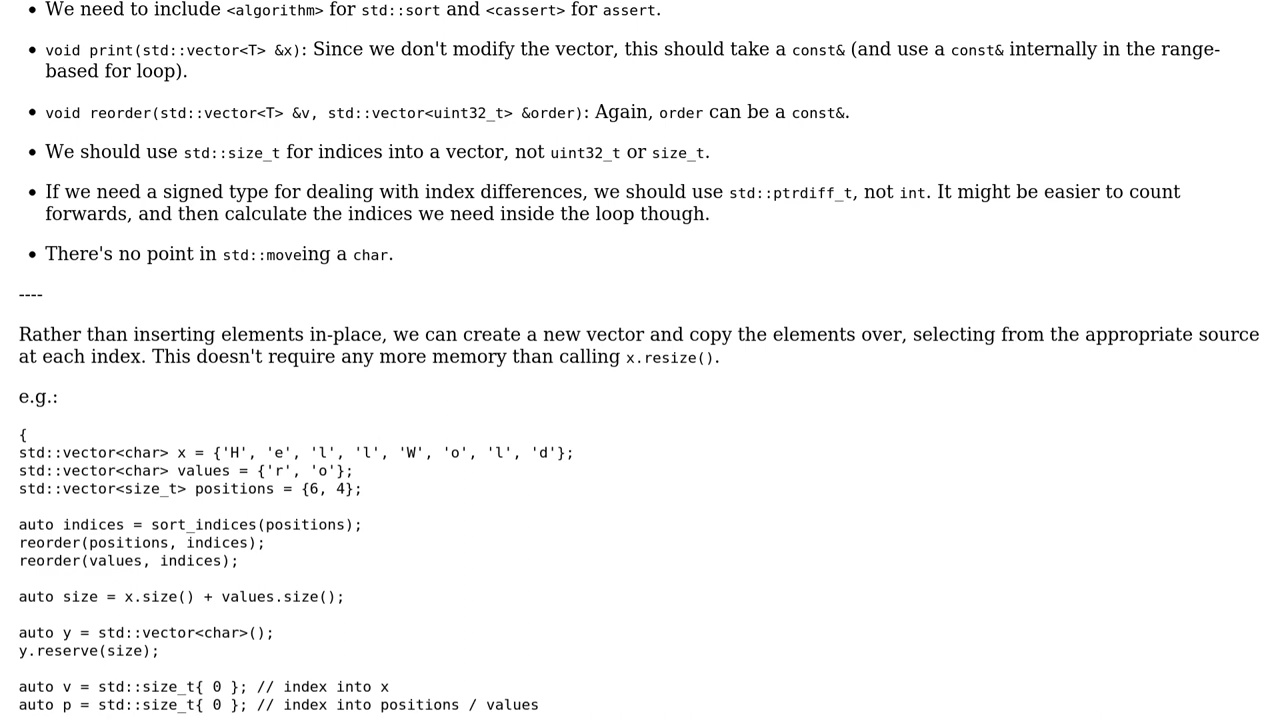 • We need to include <algorithm> for std::sort and <cassert> for assert.
• void print(std::vector<T> &x): Since we don't modify the vector, this should take a const& (and use a const& internally in the range-
based for loop).
• void reorder(std::vector<T> &v, std::vector<uint32_t> &order): Again, order can be a const&.
• We should use std::size_t for indices into a vector, not uint32_t or size_t.
• If we need a signed type for dealing with index differences, we should use std::ptrdiff_t, not int. It might be easier to count
forwards, and then calculate the indices we need inside the loop though.
• There's no point in std::moveing a char.
----
Rather than inserting elements in-place, we can create a new vector and copy the elements over, selecting from the appropriate source
at each index. This doesn't require any more memory than calling x.resize().
e.g.:
{
std::vector<char> x = {'H', 'e', 'l', 'l', 'W', 'o', 'l', 'd'};
std::vector<char> values = {'r', 'o'};
std::vector<size_t> positions = {6, 4};
auto indices = sort_indices(positions);
reorder(positions, indices);
reorder(values, indices);
auto size = x.size() + values.size();
auto y = std::vector<char>();
y.reserve(size);
auto v = std::size_t{ 0 }; // index into x
auto p = std::size_t{ 0 }; // index into positions / values